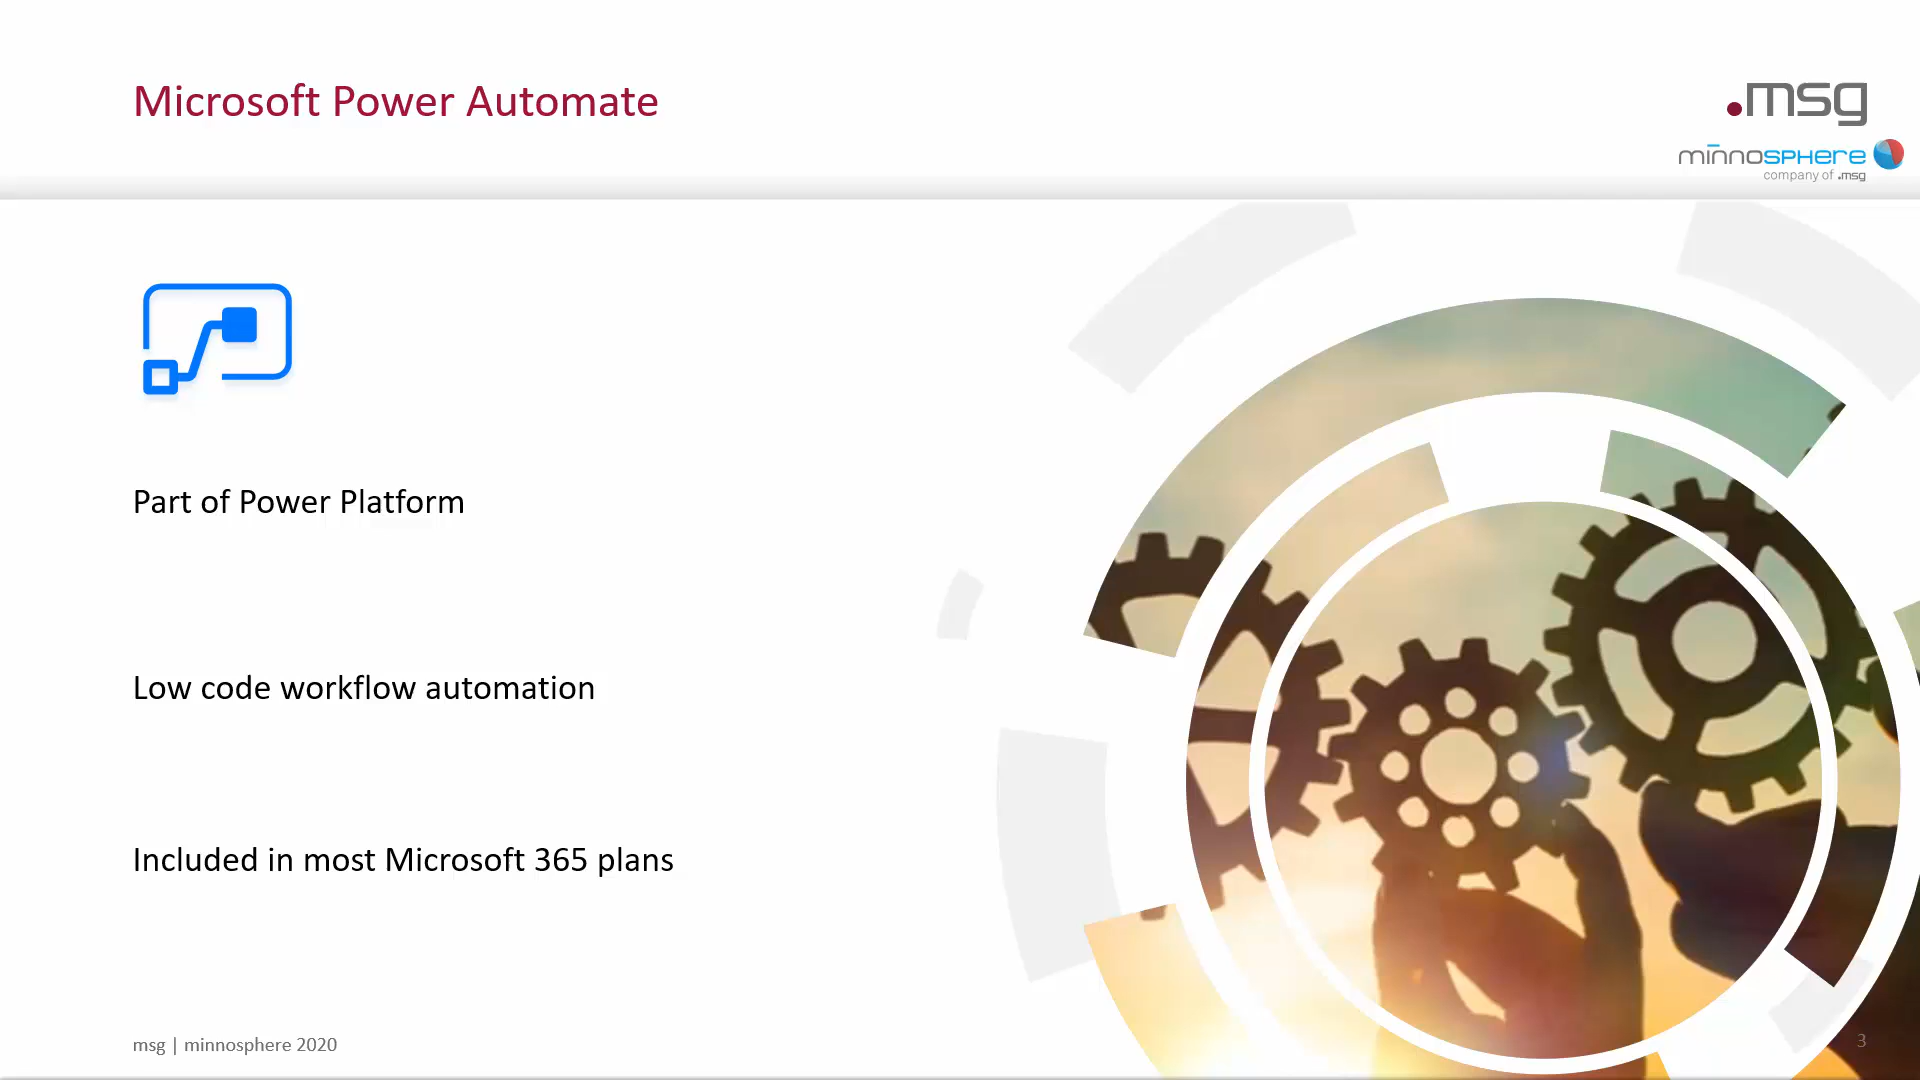 Microsoft Power Automate
.msg
minnosphere
company of .msg
Part of Power Platform
Low code workflow automation
Included in most Microsoft 365 plans
msg | minnosphere 2020
3